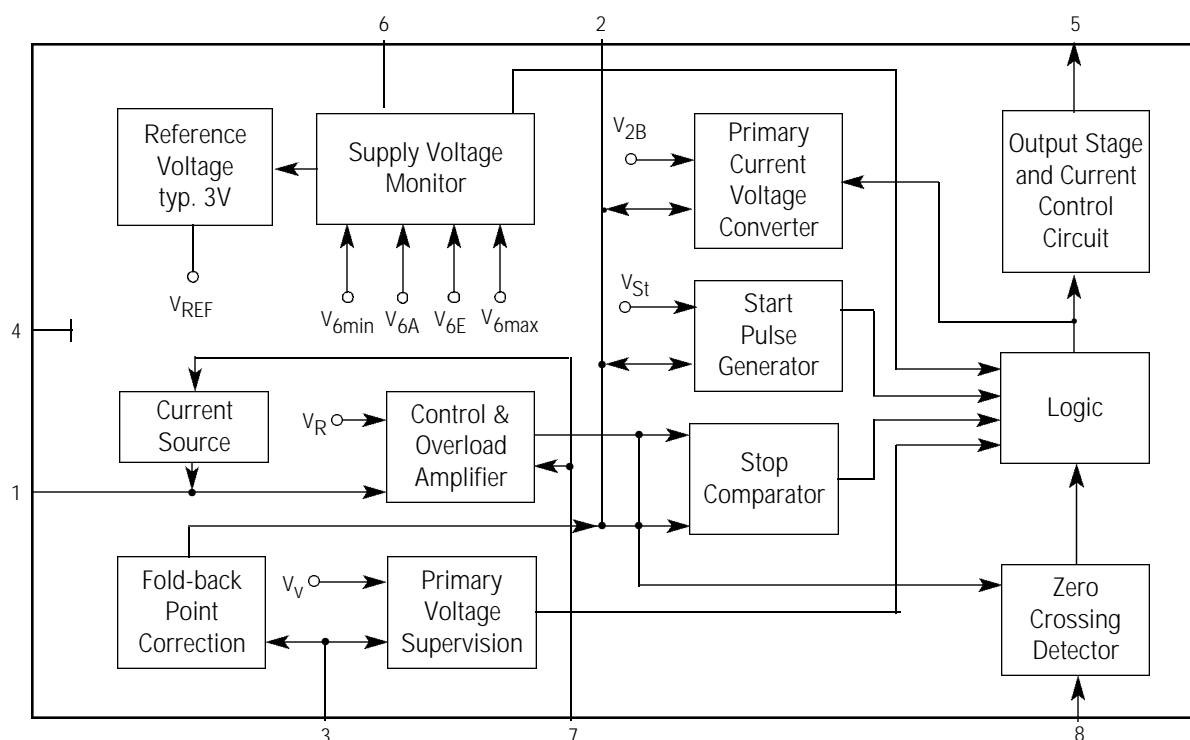 6
2
5
Reference
Voltage
typ. 3V
Supply Voltage
Monitor
V2B
Primary
Current
Voltage
Converter
Output Stage
and Current
Control
Circuit
VREF
V6min
V6A
V6E
V6max
VSt
Start
Pulse
Generator
4
Current
Source
VR
Control &
Overload
Amplifier
Stop
Comparator
Logic
1
Fold-back
Point
Correction
Vv
Primary
Voltage
Supervision
Zero
Crossing
Detector
3
7
8